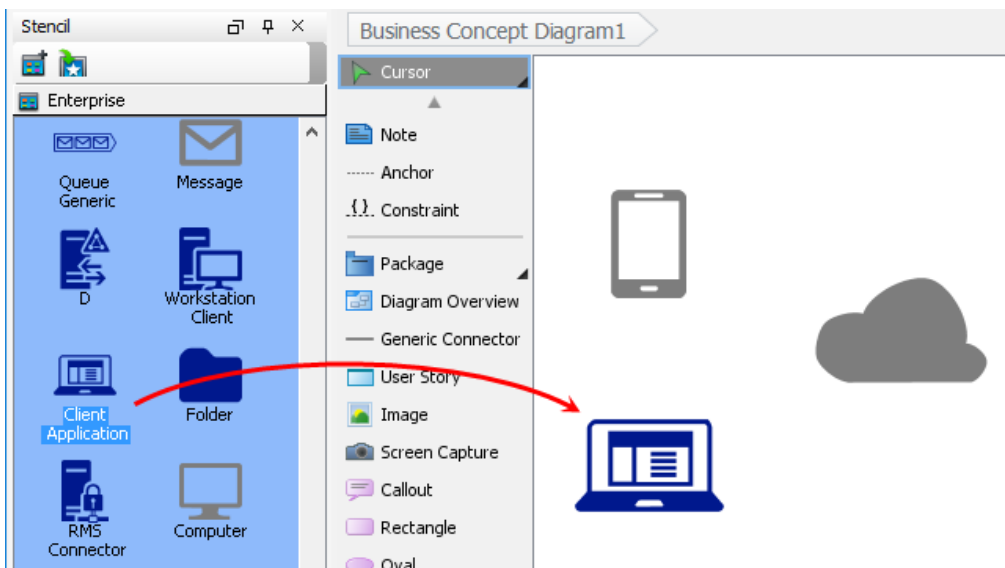 Stencil
Enterprise
Queue
Generic
Message
D
Workstation
Client
Client
Application
Folder
RMS
Connector
Computer
Business Concept Diagram1
Cursor
Note
Anchor
{} Constraint
Package
Diagram Overview
Generic Connector
User Story
Image
Screen Capture
Callout
Rectangle
Oval